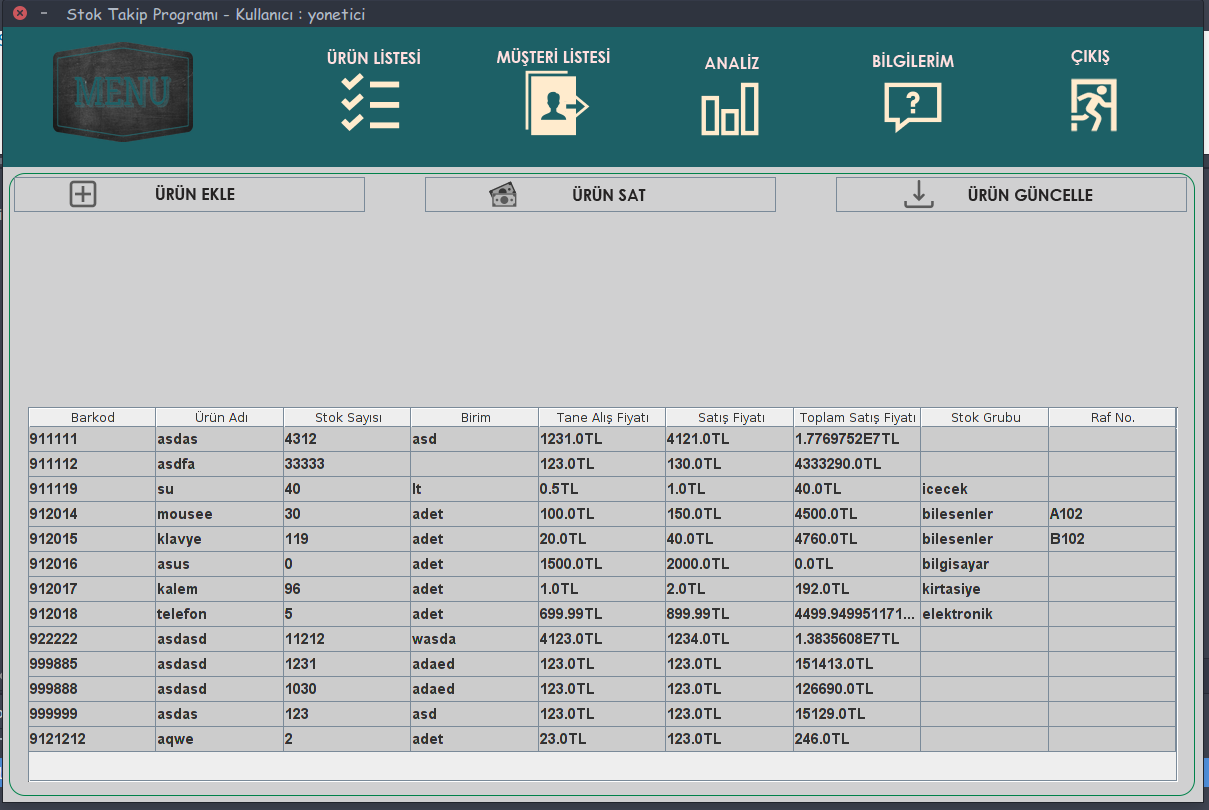 Stok Takip Programı - Kullanıcı : yonetici
MENU
ÜRÜN LİSTESİ
MÜŞTERİ LİSTESİ
ANALİZ
BİLGİLERİM
ÇIKIŞ
ÜRÜN EKLE
ÜRÜN SAT
ÜRÜN GÜNCELLE
Barkod Ürün Adı Stok Sayısı Birim Tane Alış Fiyatı Satış Fiyatı Toplam Satış Fiyatı Stok Grubu Raf No.
911111 asdas 4312 asd 1231.0TL 4121.0TL 1.7769752E7TL
911112 asdfa 33333 123.0TL 130.0TL 4333290.0TL
911119 su 40 lt 0.5TL 1.0TL 40.0TL icecek
912014 mousee 30 adet 100.0TL 150.0TL 4500.0TL bilesenler A102
912015 klavye 119 adet 20.0TL 40.0TL 4760.0TL bilesenler B102
912016 asus 0 adet 1500.0TL 2000.0TL 0.0TL bilgisayar
912017 kalem 96 adet 1.0TL 2.0TL 192.0TL kirtasiye
912018 telefon 5 adet 699.99TL 899.99TL 4499.949951171... elektronik
922222 asdasd 11212 wasda 4123.0TL 1234.0TL 1.3835608E7TL
999885 asdasd 1231 adaed 123.0TL 123.0TL 151413.0TL
999888 asdasd 1030 adaed 123.0TL 123.0TL 126690.0TL
999999 asdas 123 asd 123.0TL 123.0TL 15129.0TL
9121212 aqwe 2 adet 23.0TL 123.0TL 246.0TL